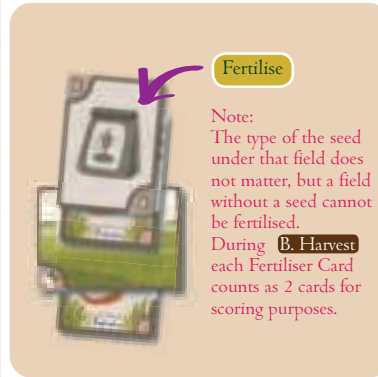 Fertilise
Note:
The type of the seed
under that field does
not matter, but a field
without a seed cannot
be fertilised.
During B. Harvest
each Fertiliser Card
counts as 2 cards for
scoring purposes.